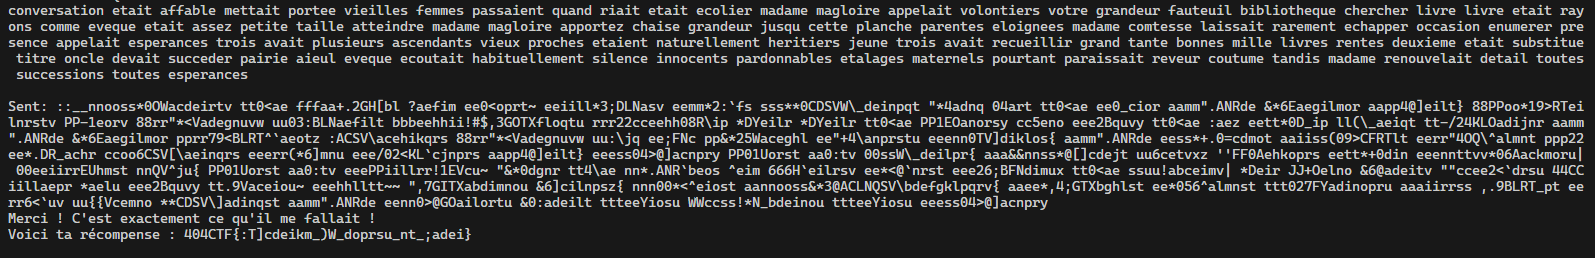 conversation etait affable mettait portee vieilles femmes passaient quand riait etait ecolier madame magloire appelait volontiers votre grandeur fauteuil bibliotheque chercher livre livre etait ray
ons comme eveque etait assez petite taille atteindre madame magloire apportez chaise grandeur jusqu cette planche parentes eloignees madame comtesse laissait rarement echapper occasion enumerer pre
sence appelait esperances trois avait plusieurs ascendants vieux proches etaient naturellement heritiers jeune trois avait recueillir grand tante bonnes mille livres rentes deuxieme etait substitue
titre oncle devait succeder pairie aieul eveque ecoutait habituellement silence innocents pardonnables etalages maternels pourtant paraissait reveur coutume tandis madame renouvelait detail toutes
successions toutes esperances
Sent: ::__nnooss*0OWacdeirtv tt0<ae fffaa+.2GH[bl ?aefim ee0<oprt~ eeiill*3;DLNasv eemm*2:`fs sss**0CDSVW\_deinpqt "*4adnq 04art tt0<ae ee0_cior aamm".ANRde &*6Eaegilmor aapp4@]eilt} 88PPoo*19>RTei
lnrstv PP-1eorv 88rr"*<Vadegnuvw uu03:BLNaefilt bbbeehhii!#$,3GOTXfloqtu rrr22cceehh08R\ip *DYeilr *DYeilr tt0<ae PP1EOanorsy cc5eno eee2Bquvy tt0<ae :aez eett*0D_ip ll(\_aeiqt tt-/24KLOadijnr aamm
".ANRde &*6Eaegilmor pprr79<BLRT^`aeotz :ACSV\acehikqrs 88rr"*<Vadegnuvw uu:\jq ee;FNc pp&*25Waceghl ee"+4\anprstu eeenn0TV]diklos{ aamm".ANRde ess*+.0=cdmot aaiiss(09>CFRTlt eerr"4OQ\^almnt ppp22
ee*.DR_achr ccoo6CSV[\aeinqrs eeerr(*6]mnu eee/02<KL`cjnprs aapp4@]eilt} eeess04>@]acnpry PP01Uorst aa0:tv 00ssW\_deilpr{ aaa&&nnss*@[]cdejt uu6cetvxz ''FF0Aehkoprs eett*+0din eeennttvv*06Aackmoru|
00eeiirrEUhmst nnQV^ju{ PP01Uorst aa0:tv eeePPiillrr!1EVcu~ "&*0dgnr tt4\ae nn*.ANR`beos ^eim 666H`eilrsv ee*<@`nrst eee26;BFNdimux tt0<ae ssuu!abceimv| *Deir JJ+Oelno &6@adeitv ""ccee2<`drsu 44CC
iillaepr *aelu eee2Bquvy tt.9Vaceiou~ eeehhlltt~~ ",7GITXabdimnou &6]cilnpsz{ nnn00*<^eiost aannooss&*3@ACLNQSV\bdefgklpqrv{ aaee*,4;GTXbghlst ee*056^almnst ttt027FYadinopru aaaiirrss ,.9BLRT_pt ee
rr6<`uv uu{{Vcemno **CDSV\]adinqst aamm".ANRde eenn0>@GOailortu &0:adeilt ttteeYiosu WWccss!*N_bdeinou ttteeYiosu eeess04>@]acnpry
Merci ! C'est exactement ce qu'il me fallait !
Voici ta récompense : 404CTF{:T]cdeikm_)W_doprsu_nt_;adei}